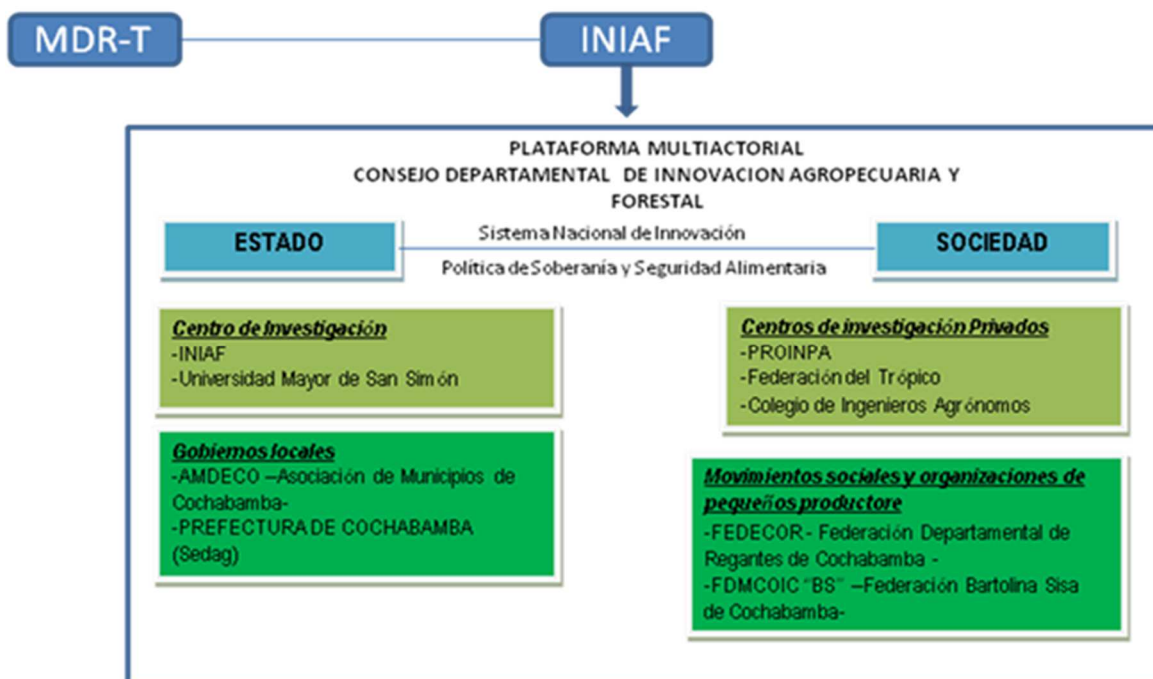 MDR-T
INIAF
PLATAFORMA MULTIACTORIAL
CONSEJO DEPARTAMENTAL DE INNOVACION AGROPECUARIA Y
FORESTAL
ESTADO
Sistema Nacional de Innovación
Política de Soberanía y Seguridad Alimentaria
SOCIEDAD
Centro de Investigación
-INIAF
-Universidad Mayor de San Simón
Gobiernos locales
-AMDECO –Asociación de Municipios de
Cochabamba-
-PREFECTURA DE COCHABAMBA
(Sedag)
Centros de investigación Privados
-PROINPA
-Federación del Trópico
-Colegio de Ingenieros Agrónomos
Movimientos sociales y organizaciones de
pequeños productore
-FEDECOR- Federación Departamental de
Regantes de Cochabamba -
-FDMCOIC “BS” –Federación Bartolina Sisa
de Cochabamba-